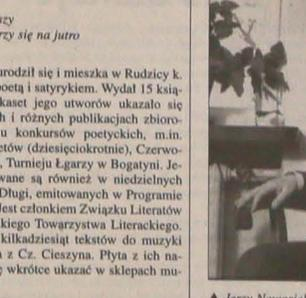 zy
rzy się na jutro
urodził się i mieszka w Rudzicy k.
poetą i satyrykiem. Wydał 15 ksią-
kaset jego utworów ukazało się
h i różnych publikacjach zbioro-
u konkursów poetyckich, m.in.
etów (dziesięciokrotnie), Czerwo-
, Turnieju Łgarzy w Bogatyni. Je-
wane są również w niedzielnych
Długi, emitowanych w Programie
Jest członkiem Związku Literatów
kiego Towarzystwa Literackiego.
kilkadziesiąt tekstów do muzyki
a z Cz. Cieszyna. Płyta z ich na-
ę wkrótce ukazać w sklepach mu-
Jerzy